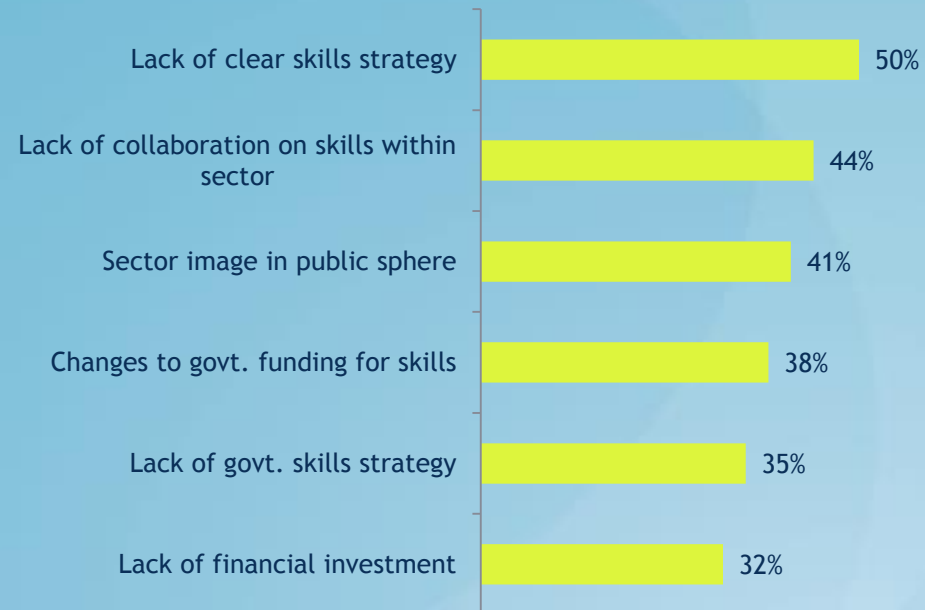 Lack of clear skills strategy
50%
Lack of collaboration on skills within
sector
44%
Sector image in public sphere
41%
Changes to govt. funding for skills
38%
Lack of govt. skills strategy
35%
Lack of financial investment
32%